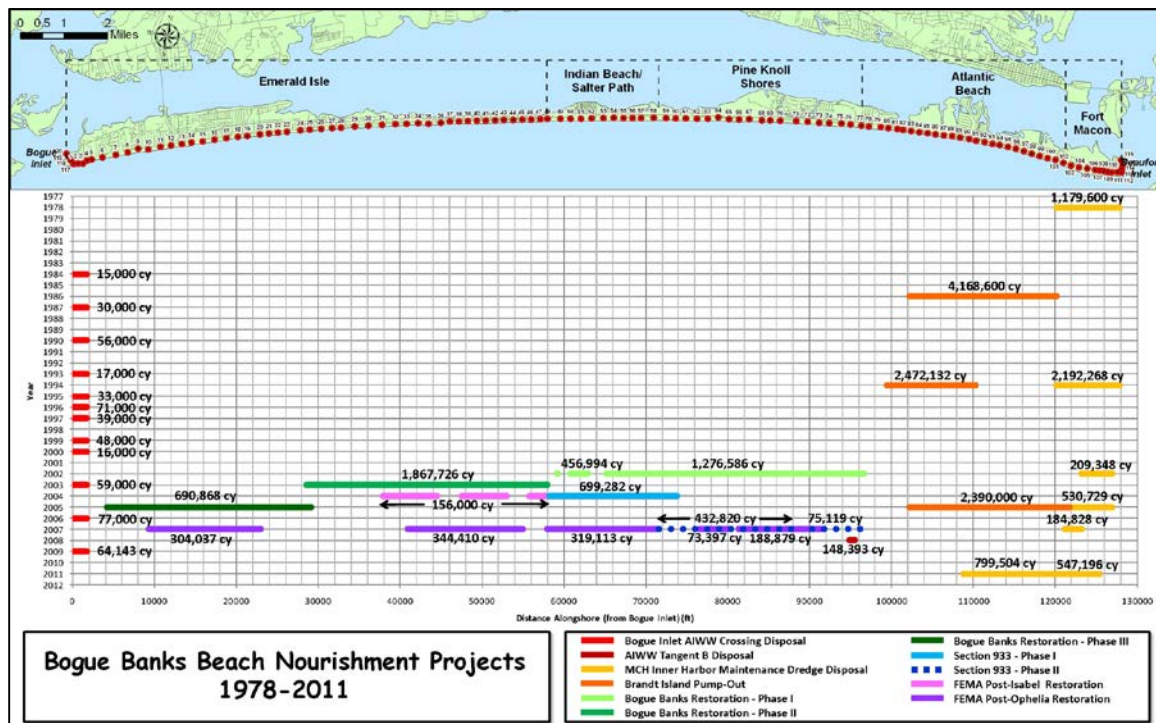 0 0.5 1 2
Miles
Emerald Isle
Indian Beach/
Salter Path
Pine Knoll
Shores
Atlantic
Beach
Fort
Macon
Bogue
Inlet
Inlet
1977
1978
1979
1980
1981
1982
1983
1984
1985
1986
1987
1988
1989
1990
1991
1992
1993
1994
1995
1996
1997
1998
1999
2000
2001
2002
2003
2004
2005
2006
2007
2008
2009
2010
2011
2012
Year
1,179,600 cy
15,000 cy
4,168,600 cy
30,000 cy
56,000 cy
17,000 cy
2,472,132 cy
2,192,268 cy
33,000 cy
71,000 cy
39,000 cy
48,000 cy
16,000 cy
456,994 cy
1,276,586 cy
209,348 cy
59,000 cy
1,867,726 cy
699,282 cy
690,868 cy
156,000 cy
2,390,000 cy
530,729 cy
77,000 cy
432,820 cy
75,119 cy
184,828 cy
304,037 cy
344,410 cy
319,113 cy
73,397 cy
188,879 cy
148,393 cy
64,143 cy
799,504 cy
547,196 cy
0 10000 20000 30000 40000 50000 60000 70000 80000 90000 100000 110000 120000 130000
Distance Alongshore (from Bogue Inlet) (ft)
Bogue Banks Beach Nourishment Projects
1978-2011
Bogue Inlet AIWW Crossing Disposal
AIWW Tangent B Disposal
MCH Inner Harbor Maintenance Dredge Disposal
Brandt Island Pump-Out
Bogue Banks Restoration - Phase I
Bogue Banks Restoration - Phase II
Bogue Banks Restoration - Phase III
Section 933 - Phase I
Section 933 - Phase II
FEMA Post-Isabel Restoration
FEMA Post-Ophelia Restoration